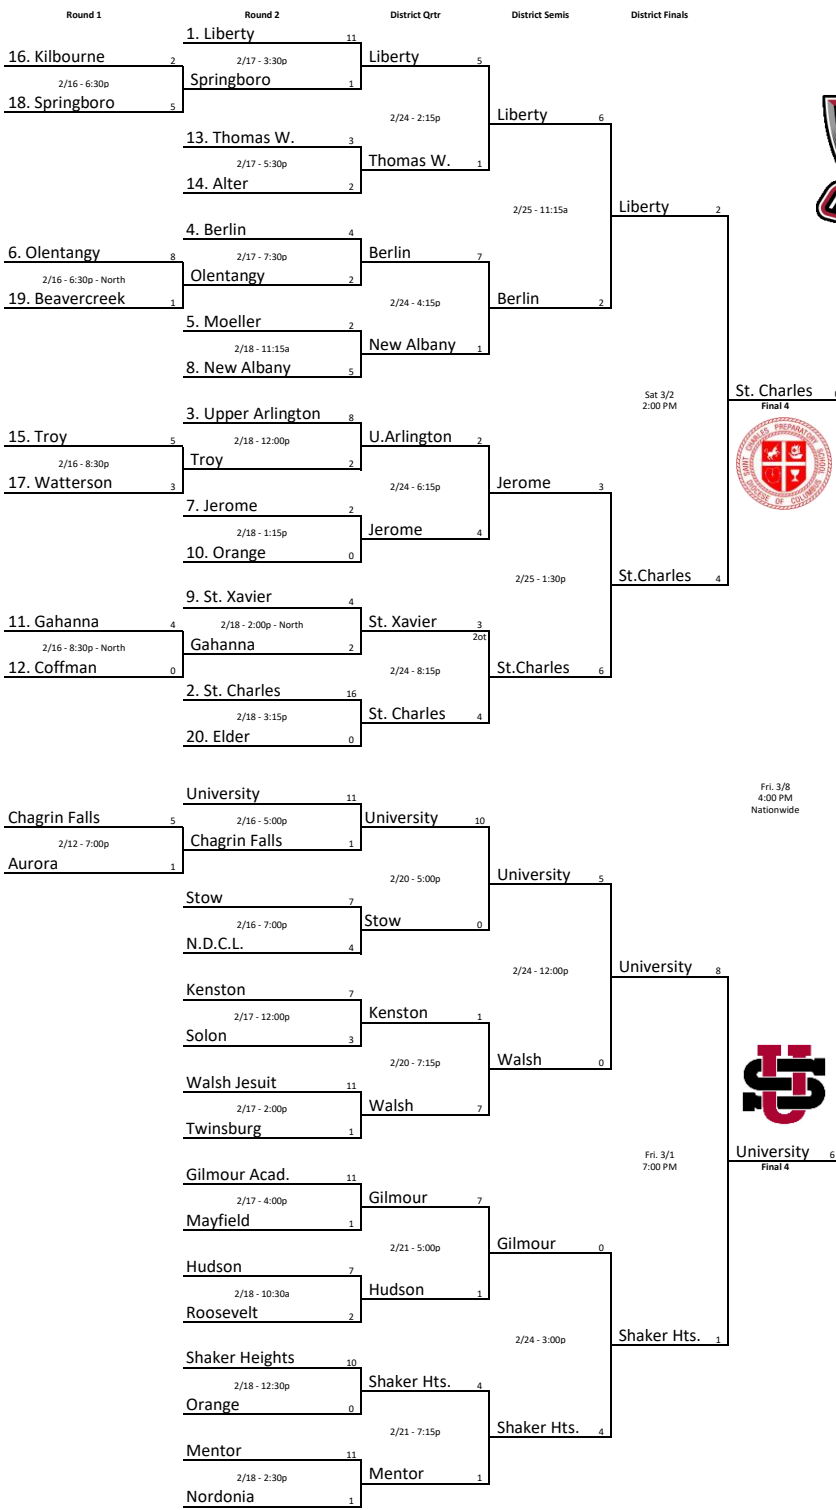 Round 1 Round 2 District Qrtr District Semis District Finals
1. Liberty 11
16. Kilbourne 2 2/17 - 3:30p Liberty 5
2/16 - 6:30p Springboro 1
18. Springboro 5
2/24 - 2:15p Liberty 6
13. Thomas W. 3
2/17 - 5:30p Thomas W. 1
14. Alter 2
2/25 - 11:15a Liberty 2
4. Berlin 4
6. Olentangy 8 2/17 - 7:30p Berlin 7
2/16 - 6:30p - North Olentangy 2
19. Beavercreek 1 2/24 - 4:15p Berlin 2
5. Moeller 2
2/18 - 11:15a New Albany 1
8. New Albany 5
Sat 3/2 St. Charles
2:00 PM Final 4
3. Upper Arlington 8
15. Troy 5 2/18 - 12:00p U.Arlington 2
2/16 - 8:30p Troy 2
17. Watterson 3 2/24 - 6:15p Jerome 3
SAINT CHARLES PREPARATORY SCHOOL
DIOCESE OF COLUMBUS
7. Jerome 2
2/18 - 1:15p Jerome 4
10. Orange 0
2/25 - 1:30p St.Charles 4
9. St. Xavier 4
11. Gahanna 4 2/18 - 2:00p - North St. Xavier 3
2ot
2/16 - 8:30p - North Gahanna 2
12. Coffman 0 2/24 - 8:15p St.Charles 6
2. St. Charles 16
2/18 - 3:15p St. Charles 4
20. Elder 0
Fri. 3/8
4:00 PM
Nationwide
University 11
Chagrin Falls 5 2/16 - 5:00p University 10
2/12 - 7:00p Chagrin Falls 1
Aurora 1 2/20 - 5:00p University 5
Stow 7
2/16 - 7:00p Stow 0
N.D.C.L. 4
2/24 - 12:00p University 8
Kenston 7
2/17 - 12:00p Kenston 1
Solon 3
2/20 - 7:15p Walsh 0
Walsh Jesuit 11
2/17 - 2:00p Walsh 7
Twinsburg 1
US
Fri. 3/1 University 6
7:00 PM Final 4
Gilmour Acad. 11
2/17 - 4:00p Gilmour 7
Mayfield 1
2/21 - 5:00p Gilmour 0
Hudson 7
2/18 - 10:30a Hudson 1
Roosevelt 2
2/24 - 3:00p Shaker Hts. 1
Shaker Heights 10
2/18 - 12:30p Shaker Hts. 4
Orange 0
2/21 - 7:15p Shaker Hts. 4
Mentor 11
2/18 - 2:30p Mentor 1
Nordonia 1